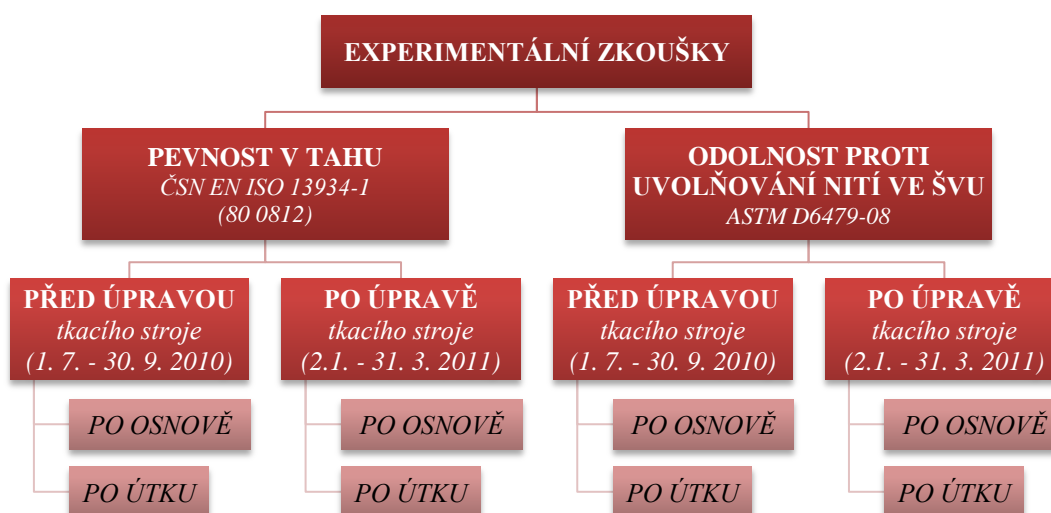 EXPERIMENTÁLNÍ ZKOUŠKY
PEVNOST V TAHU
ČSN EN ISO 13934-1
(80 0812)
ODOLNOST PROTI
UVOLŇOVÁNÍ NITÍ VE ŠVU
ASTM D6479-08
PŘED ÚPRAVOU
tkacího stroje
(1. 7. - 30. 9. 2010)
PO ÚPRAVĚ
tkacího stroje
(2.1. - 31. 3. 2011)
PŘED ÚPRAVOU
tkacího stroje
(1. 7. - 30. 9. 2010)
PO ÚPRAVĚ
tkacího stroje
(2.1. - 31. 3. 2011)
PO OSNOVĚ
PO OSNOVĚ
PO OSNOVĚ
PO OSNOVĚ
PO ÚTKU
PO ÚTKU
PO ÚTKU
PO ÚTKU